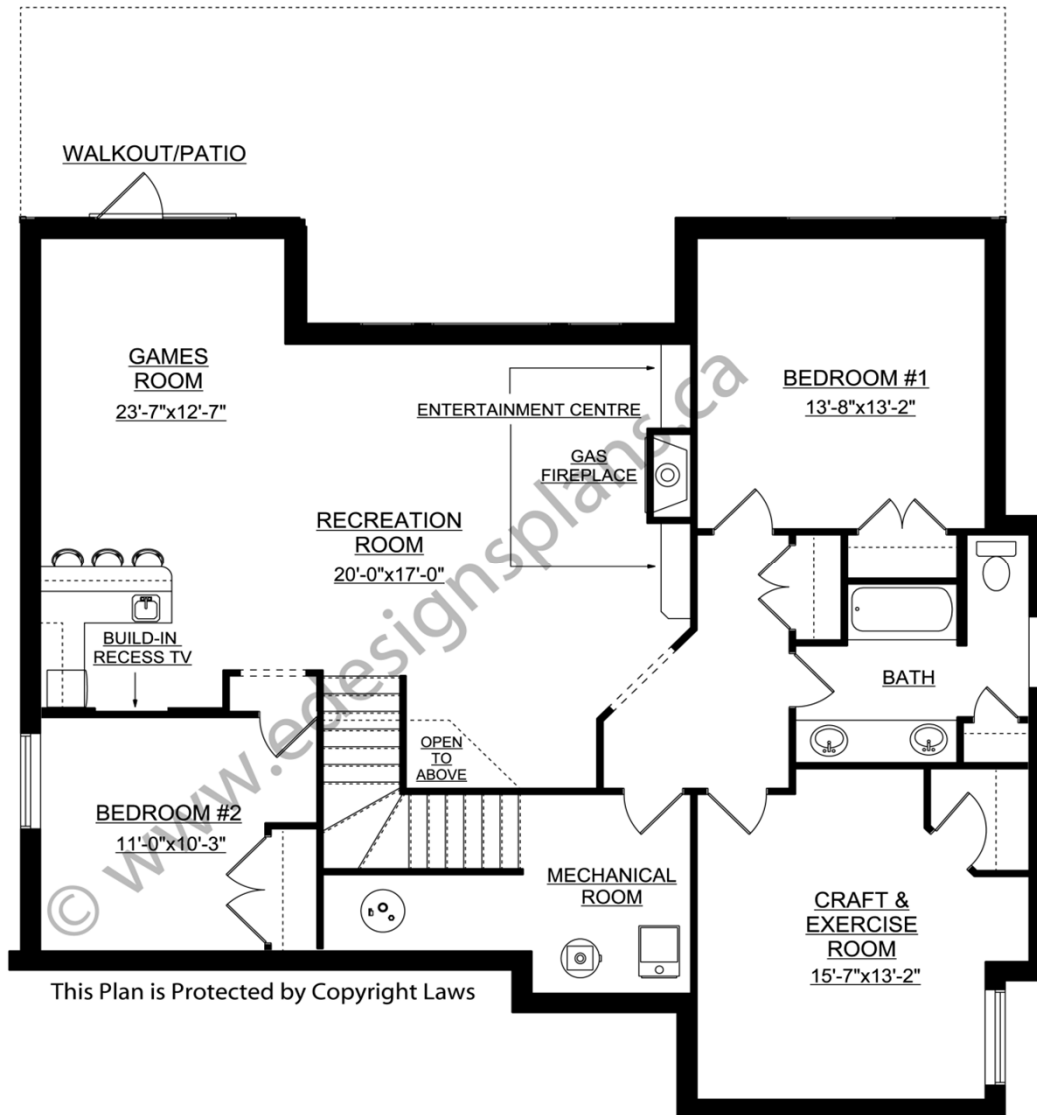 WALKOUT/PATIO
GAMES
ROOM
23'-7"x12'-7"
BEDROOM #1
13'-8"x13'-2"
ENTERTAINMENT CENTRE
GAS
FIREPLACE
RECREATION
ROOM
20'-0"x17'-0"
BUILD-IN
RECESS TV
BATH
OPEN
TO
ABOVE
BEDROOM #2
11'-0"x10'-3"
MECHANICAL
ROOM
CRAFT &
EXERCISE
ROOM
15'-7"x13'-2"
© www.edesignsplans.ca
This Plan is Protected by Copyright Laws